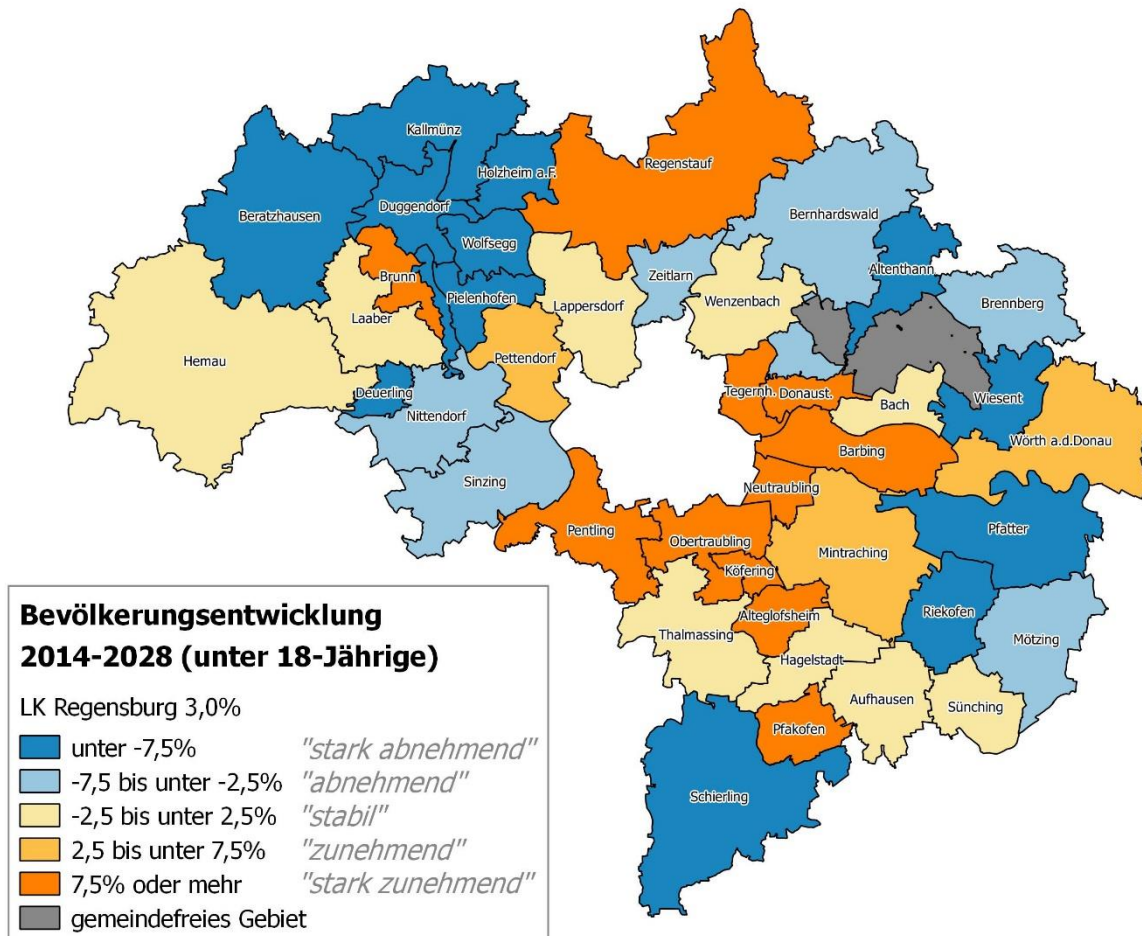 Kallmünz
Holzheim a.F.
Regenstauf
Beratzhausen
Duggendorf
Bernhardswald
Wolfsegg
Altenthann
Brunn
Zeitlarn
Pielenhofen
Lappersdorf
Wenzenbach
Brennberg
Laaber
Hemau
Pettendorf
Deuerling
Tegernh.
Donaust.
Wiesent
Bach
Nittendorf
Wörth a.d.Donau
Barbing
Sinzing
Neutraubling
Pentling
Obertraubling
Mintraching
Pfatter
Köfering
Riekofen
Alteglofsheim
Thalmassing
Mötzing
Hagelstadt
Aufhausen
Sünching
Pfakofen
Schierling
Bevölkerungsentwicklung
2014-2028 (unter 18-Jährige)
LK Regensburg 3,0%
unter -7,5% "stark abnehmend"
-7,5 bis unter -2,5% "abnehmend"
-2,5 bis unter 2,5% "stabil"
2,5 bis unter 7,5% "zunehmend"
7,5% oder mehr "stark zunehmend"
gemeindefreies Gebiet